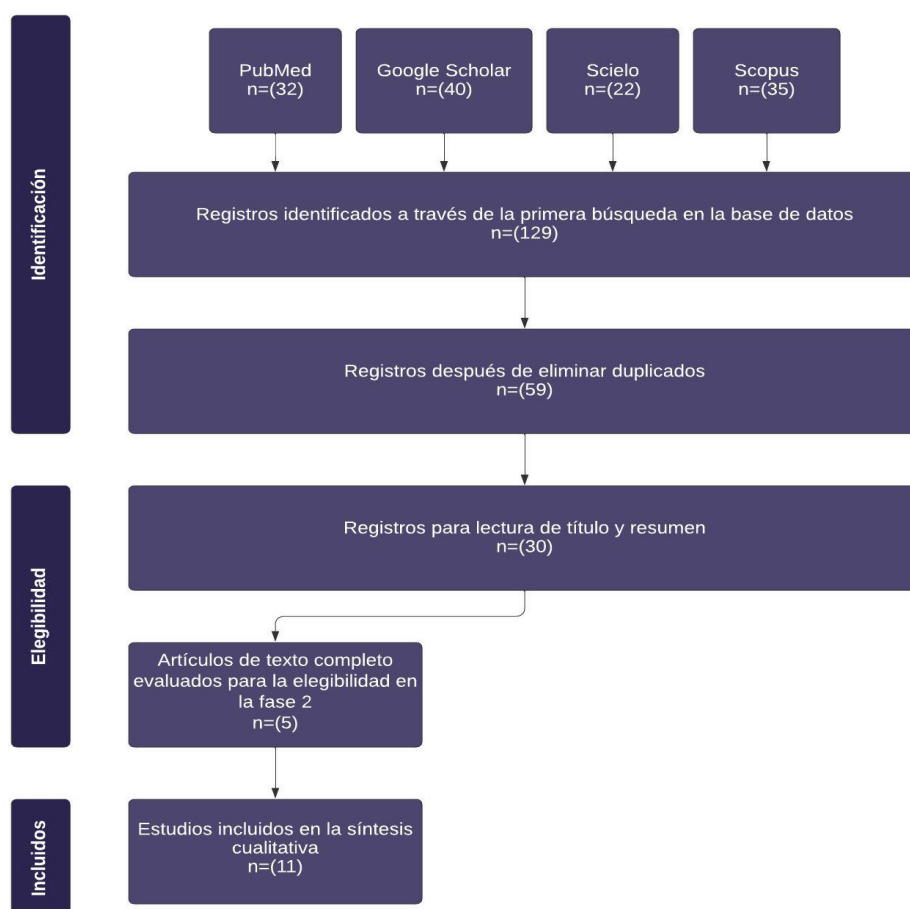 PubMed
n=(32)
Google Scholar
n=(40)
Scielo
n=(22)
Scopus
n=(35)
Identificación
Registros identificados a través de la primera búsqueda en la base de datos
n=(129)
Registros después de eliminar duplicados
n=(59)
Elegibilidad
Registros para lectura de título y resumen
n=(30)
Artículos de texto completo
evaluados para la elegibilidad en
la fase 2
n=(5)
Incluidos
Estudios incluidos en la síntesis
cualitativa
n=(11)